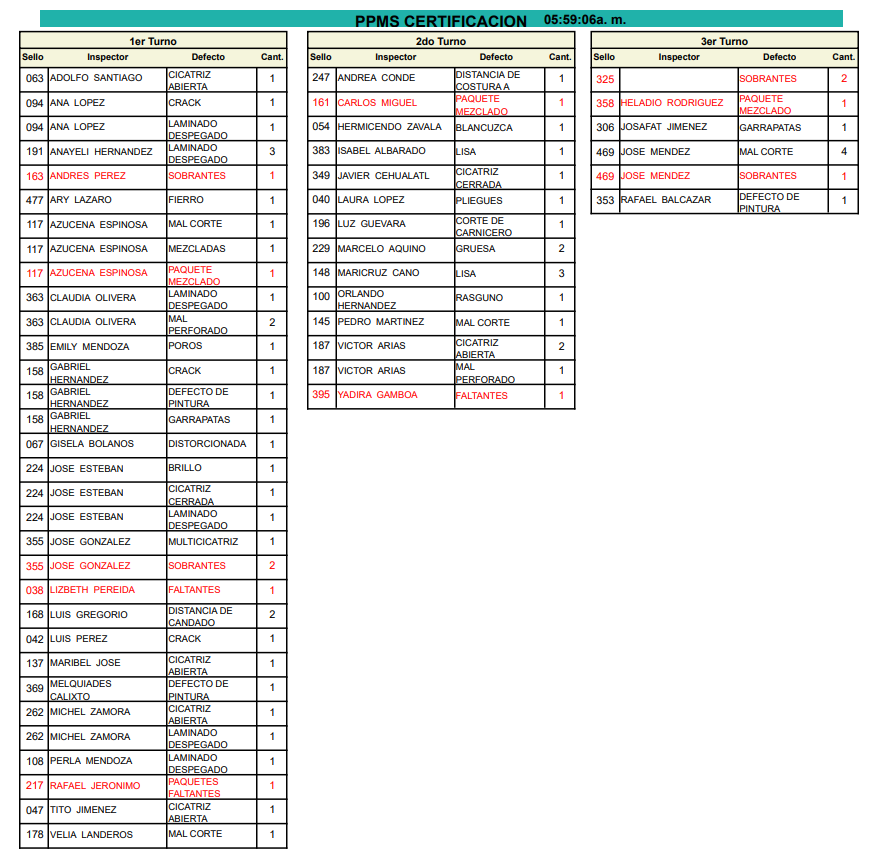 PPMS CERTIFICACION 05:59:06a. m.
1er Turno
Sello Inspector Defecto Cant.
063 ADOLFO SANTIAGO CICATRIZ ABIERTA 1
094 ANA LOPEZ CRACK 1
094 ANA LOPEZ LAMINADO DESPEGADO 1
191 ANAYELI HERNANDEZ LAMINADO DESPEGADO 3
163 ANDRES PEREZ SOBRANTES 1
477 ARY LAZARO FIERRO 1
117 AZUCENA ESPINOSA MAL CORTE 1
117 AZUCENA ESPINOSA MEZCLADAS 1
117 AZUCENA ESPINOSA PAQUETE MEZCLADO 1
363 CLAUDIA OLIVERA LAMINADO DESPEGADO 1
363 CLAUDIA OLIVERA MAL PERFORADO 2
385 EMILY MENDOZA POROS 1
158 GABRIEL HERNANDEZ CRACK 1
158 GABRIEL HERNANDEZ DEFECTO DE PINTURA 1
158 GABRIEL HERNANDEZ GARRAPATAS 1
067 GISELA BOLANOS DISTORCIONADA 1
224 JOSE ESTEBAN BRILLO 1
224 JOSE ESTEBAN CICATRIZ CERRADA 1
224 JOSE ESTEBAN LAMINADO DESPEGADO 1
355 JOSE GONZALEZ MULTICICATRIZ 1
355 JOSE GONZALEZ SOBRANTES 2
038 LIZBETH PEREIDA FALTANTES 1
168 LUIS GREGORIO DISTANCIA DE CANDADO 2
042 LUIS PEREZ CRACK 1
137 MARIBEL JOSE CICATRIZ ABIERTA 1
369 MELQUIADES CALIXTO DEFECTO DE PINTURA 1
262 MICHEL ZAMORA CICATRIZ ABIERTA 1
262 MICHEL ZAMORA LAMINADO DESPEGADO 1
108 PERLA MENDOZA LAMINADO DESPEGADO 1
217 RAFAEL JERONIMO PAQUETES FALTANTES 1
047 TITO JIMENEZ CICATRIZ ABIERTA 1
178 VELIA LANDEROS MAL CORTE 1
2do Turno
Sello Inspector Defecto Cant.
247 ANDREA CONDE DISTANCIA DE COSTURA A 1
161 CARLOS MIGUEL PAQUETE MEZCLADO 1
054 HERMICENDO ZAVALA BLANCUZCA 1
383 ISABEL ALBARADO LISA 1
349 JAVIER CEHUALATL CICATRIZ CERRADA 1
040 LAURA LOPEZ PLIEGUES 1
196 LUZ GUEVARA CORTE DE CARNICERO 1
229 MARCELO AQUINO GRUESA 2
148 MARICRUZ CANO LISA 3
100 ORLANDO HERNANDEZ RASGUNO 1
145 PEDRO MARTINEZ MAL CORTE 1
187 VICTOR ARIAS CICATRIZ ABIERTA 2
187 VICTOR ARIAS MAL PERFORADO 1
395 YADIRA GAMBOA FALTANTES 1
3er Turno
Sello Inspector Defecto Cant.
325 SOBRANTES 2
358 HELADIO RODRIGUEZ PAQUETE MEZCLADO 1
306 JOSAFAT JIMENEZ GARRAPATAS 1
469 JOSE MENDEZ MAL CORTE 4
469 JOSE MENDEZ SOBRANTES 1
353 RAFAEL BALCAZAR DEFECTO DE PINTURA 1